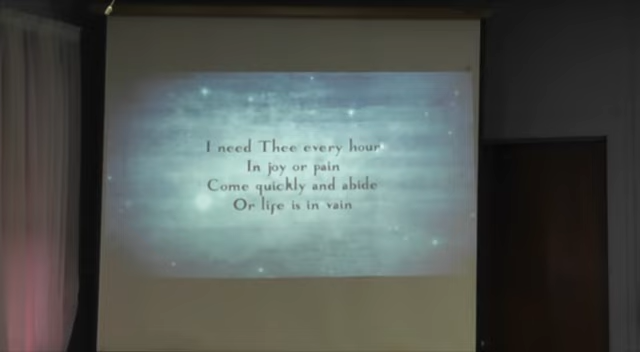 I need Thee every hour
In joy or pain
Come quickly and abide
Or life is in vain